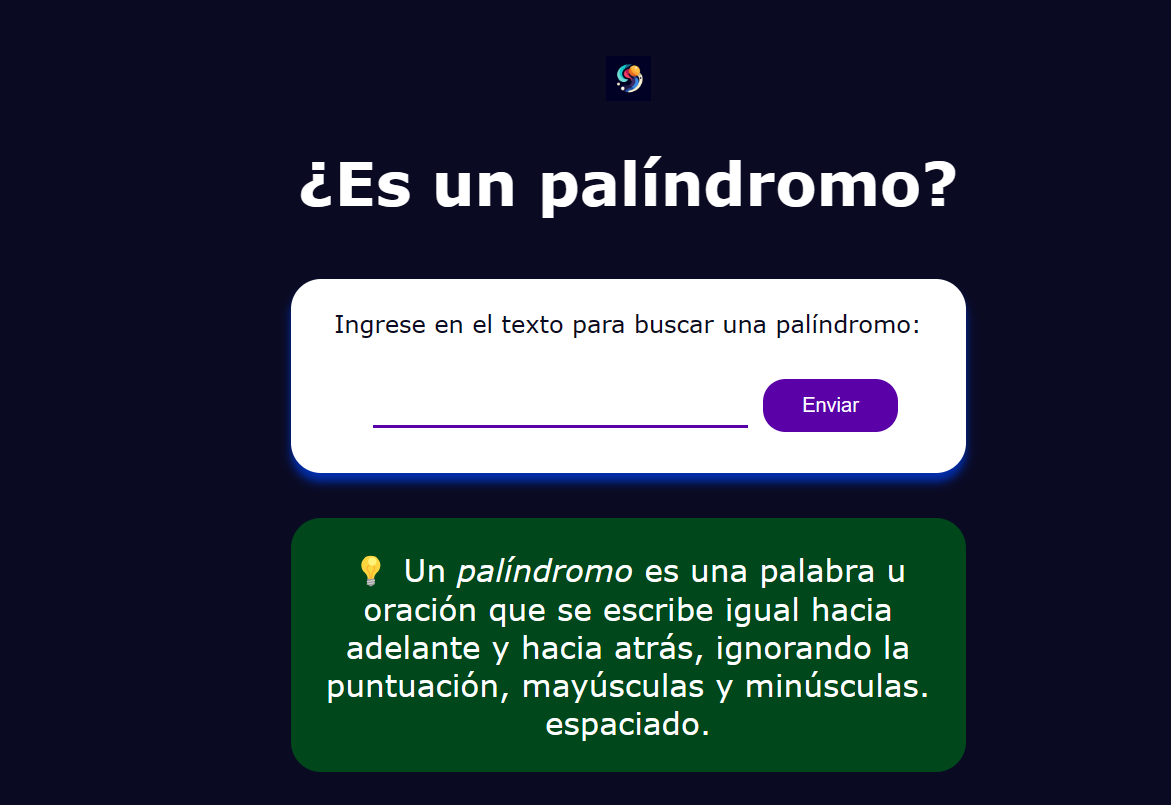 ¿Es un palíndromo?
Ingrese en el texto para buscar una palíndromo:
Enviar
💡 Un palíndromo es una palabra u
oración que se escribe igual hacia
adelante y hacia atrás, ignorando la
puntuación, mayúsculas y minúsculas.
espaciado.